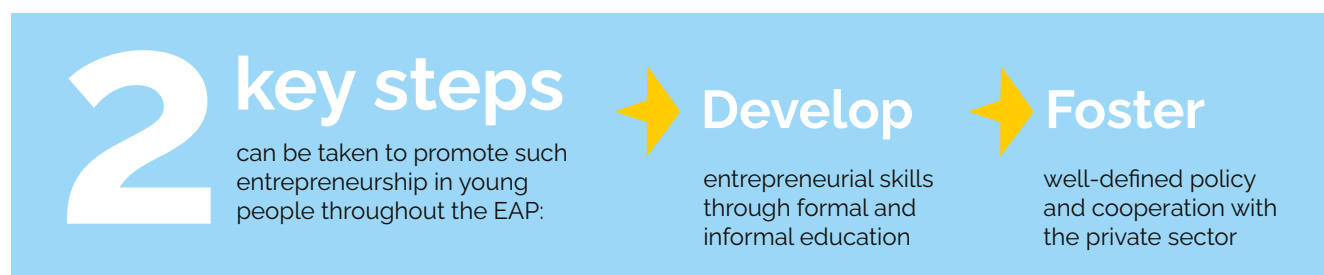 2 key steps
can be taken to promote such
entrepreneurship in young
people throughout the EAP:
Develop
entrepreneurial skills
through formal and
informal education
Foster
well-defined policy
and cooperation with
the private sector